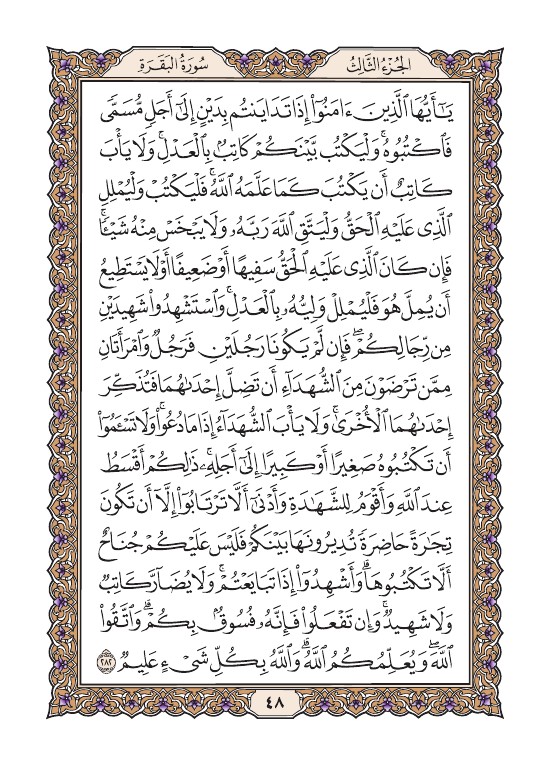 الجُزْءُ الثَّالِث
سُورَةُ البَقَرَةِ
يَـٰٓأَيُّهَا ٱلَّذِينَ ءَامَنُوٓا۟ إِذَا تَدَايَنتُم بِدَيْنٍ إِلَىٰٓ أَجَلٍ مُّسَمًّى
فَٱكْتُبُوهُ ۚ وَلْيَكْتُب بَّيْنَكُمْ كَاتِبٌۢ بِٱلْعَدْلِ ۚ وَلَا يَأْبَ
كَاتِبٌ أَن يَكْتُبَ كَمَا عَلَّمَهُ ٱللَّهُ ۚ فَلْيَكْتُبْ وَلْيُمْلِلِ
ٱلَّذِى عَلَيْهِ ٱلْحَقُّ وَلْيَتَّقِ ٱللَّهَ رَبَّهُۥ وَلَا يَبْخَسْ مِنْهُ شَيْـًٔا ۚ
فَإِن كَانَ ٱلَّذِى عَلَيْهِ ٱلْحَقُّ سَفِيهًا أَوْ ضَعِيفًا أَوْ لَا يَسْتَطِيعُ
أَن يُمِلَّ هُوَ فَلْيُمْلِلْ وَلِيُّهُۥ بِٱلْعَدْلِ ۚ وَٱسْتَشْهِدُوا۟ شَهِيدَيْنِ
مِن رِّجَالِكُمْ ۖ فَإِن لَّمْ يَكُونَا رَجُلَيْنِ فَرَجُلٌ وَٱمْرَأَتَانِ
مِمَّن تَرْضَوْنَ مِنَ ٱلشُّهَدَآءِ أَن تَضِلَّ إِحْدَىٰهُمَا فَتُذَكِّرَ
إِحْدَىٰهُمَا ٱلْأُخْرَىٰ ۚ وَلَا يَأْبَ ٱلشُّهَدَآءُ إِذَا مَا دُعُوا۟ ۚ وَلَا تَسْـَٔمُوٓا۟
أَن تَكْتُبُوهُ صَغِيرًا أَوْ كَبِيرًا إِلَىٰٓ أَجَلِهِۦ ۚ ذَٰلِكُمْ أَقْسَطُ
عِندَ ٱللَّهِ وَأَقْوَمُ لِلشَّهَـٰدَةِ وَأَدْنَىٰٓ أَلَّا تَرْتَابُوٓا۟ ۖ إِلَّآ أَن تَكُونَ
تِجَـٰرَةً حَاضِرَةً تُدِيرُونَهَا بَيْنَكُمْ فَلَيْسَ عَلَيْكُمْ جُنَاحٌ
أَلَّا تَكْتُبُوهَا ۗ وَأَشْهِدُوٓا۟ إِذَا تَبَايَعْتُمْ ۚ وَلَا يُضَآرَّ كَاتِبٌ
وَلَا شَهِيدٌ ۚ وَإِن تَفْعَلُوا۟ فَإِنَّهُۥ فُسُوقٌۢ بِكُمْ ۗ وَٱتَّقُوا۟
ٱللَّهَ ۖ وَيُعَلِّمُكُمُ ٱللَّهُ ۗ وَٱللَّهُ بِكُلِّ شَىْءٍ عَلِيمٌ ٢٨٢
٤٨